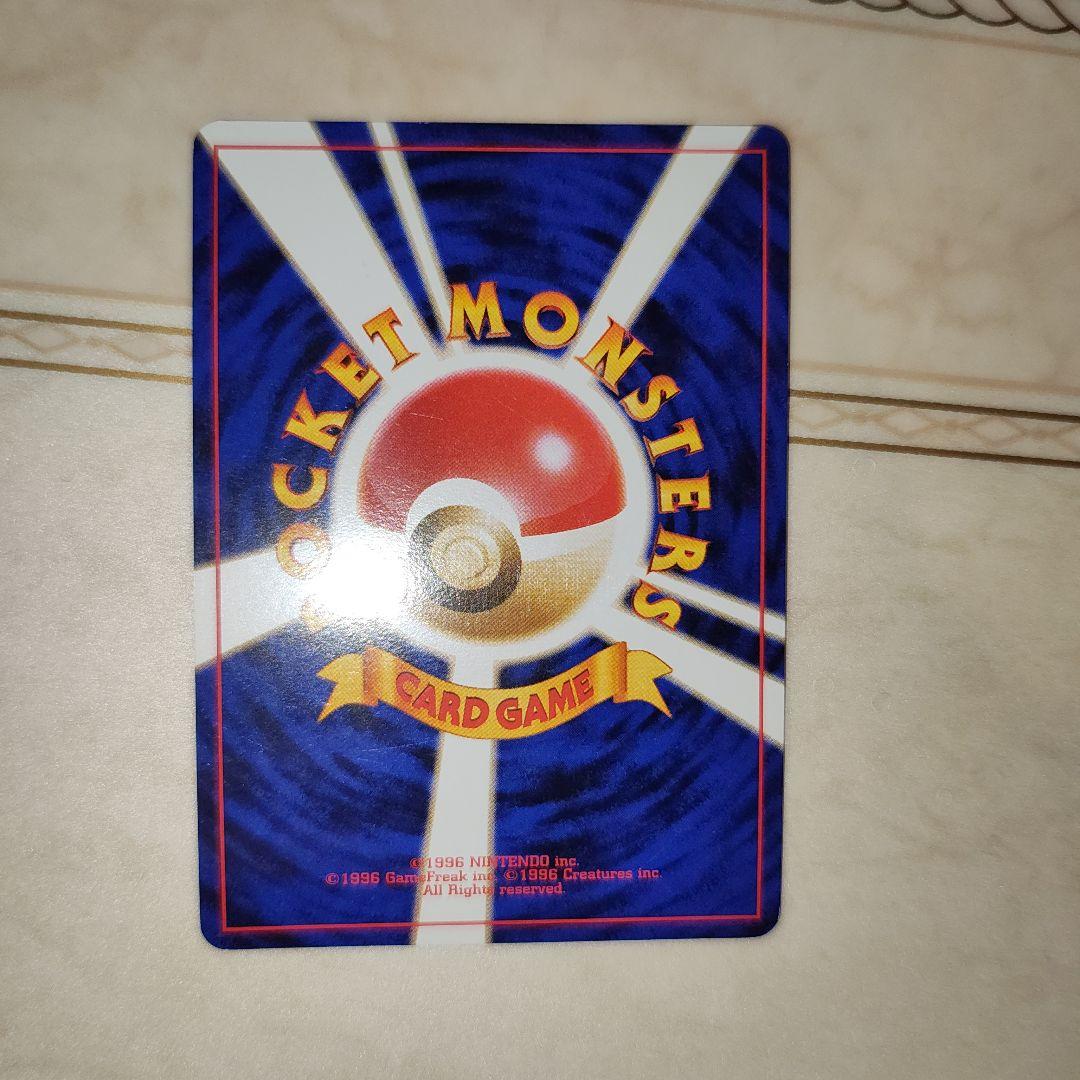 POCKET MONSTERS
CARD GAME
©1996 NINTENDO inc.
©1996 GameFreak inc. ©1996 Creatures inc.
All Rights reserved.